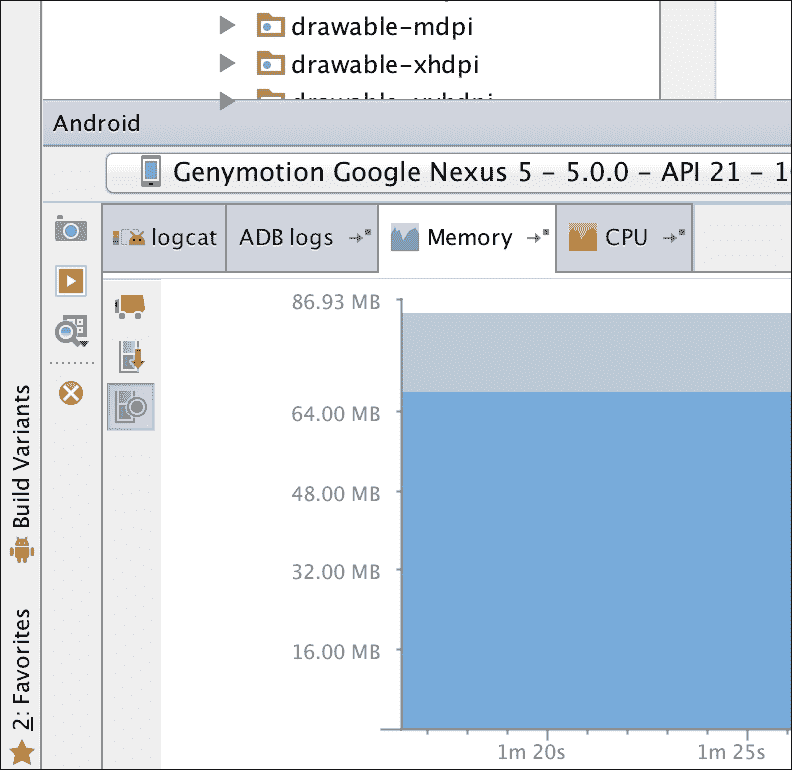 drawable-mdpi
drawable-xhdpi
Android
Genymotion Google Nexus 5 - 5.0.0 - API 21 - 1
logcat
ADB logs
Memory
CPU
86.93 MB
64.00 MB
48.00 MB
32.00 MB
16.00 MB
1m 20s
1m 25s
Build Variants
2: Favorites